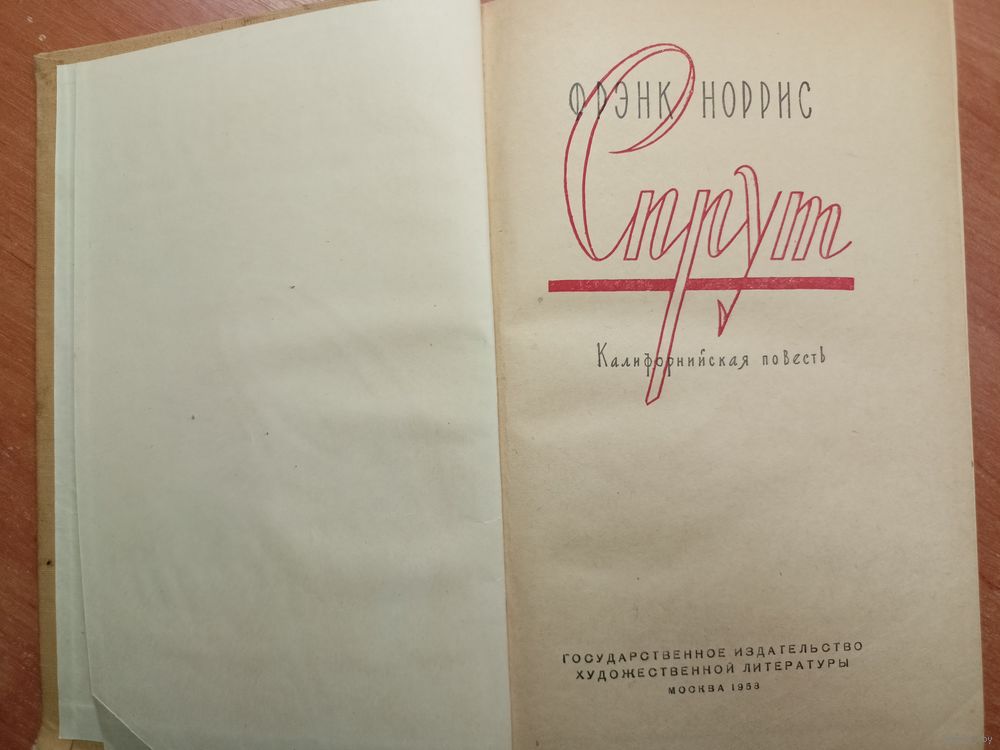 ФРЭНК НОРРИС
Спрут
Калифорнийская повесть
ГОСУДАРСТВЕННОЕ ИЗДАТЕЛЬСТВО
ХУДОЖЕСТВЕННОЙ ЛИТЕРАТУРЫ
МОСКВА 1958